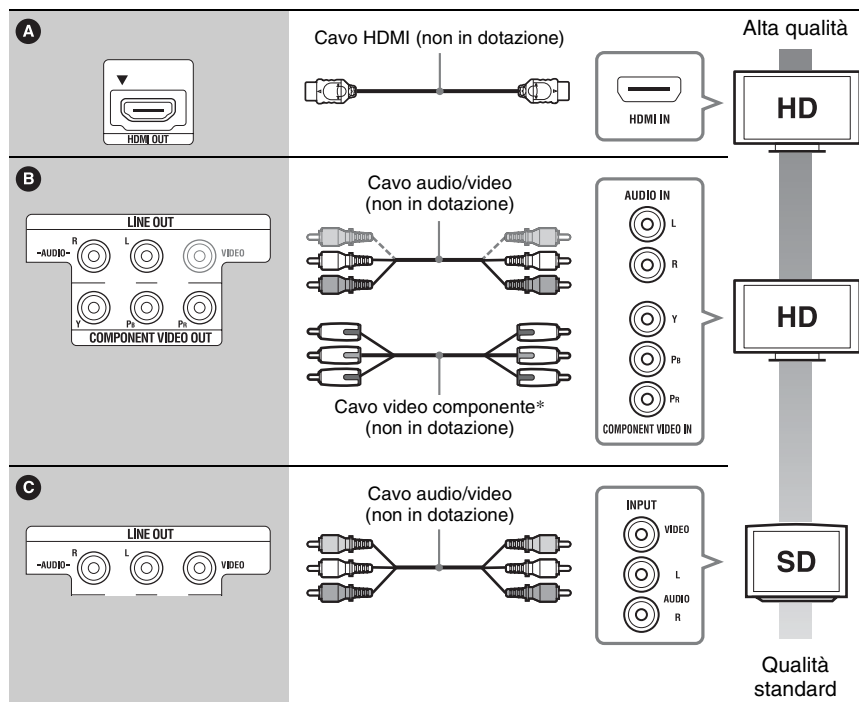 Alta qualità
A
Cavo HDMI (non in dotazione)
HDMI OUT
HDMI IN
HD
B
Cavo audio/video
(non in dotazione)
LINE OUT
R
L
-AUDIO-
VIDEO
Y
PB
PR
COMPONENT VIDEO OUT
Cavo video componente*
(non in dotazione)
AUDIO IN
L
R
Y
PB
PR
COMPONENT VIDEO IN
HD
C
Cavo audio/video
(non in dotazione)
LINE OUT
R
L
-AUDIO-
VIDEO
INPUT
VIDEO
L
AUDIO
R
SD
Qualità
standard